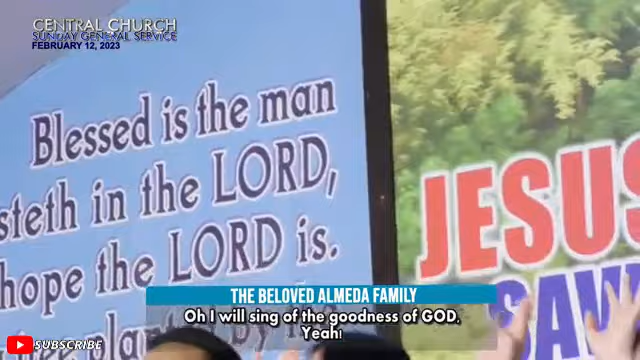 CENTRAL CHURCH
SUNDAY GENERAL SERVICE
FEBRUARY 12, 2023
Blessed is the man
steth in the LORD,
hope the LORD is.
JESUS
SAV
THE BELOVED ALMEDA FAMILY
Oh I will sing of the goodness of GOD,
Yeah!
SUBSCRIBE